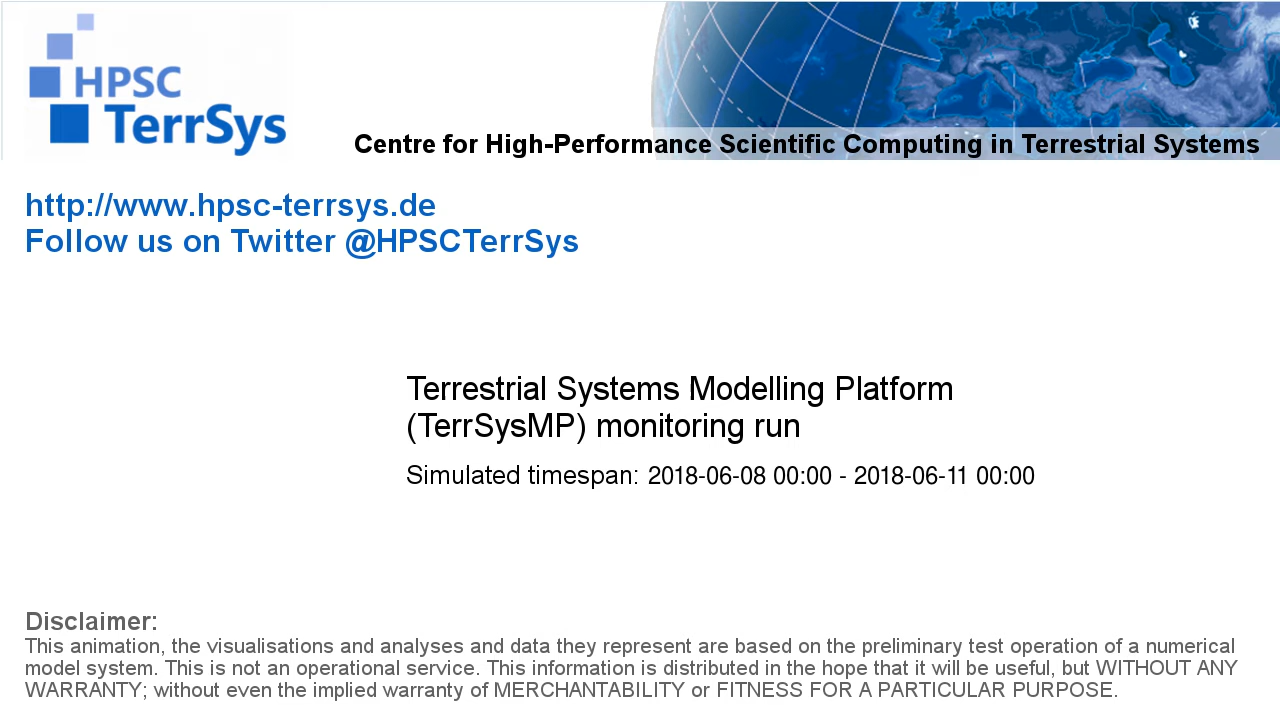 HPSC
TerrSys
Centre for High-Performance Scientific Computing in Terrestrial Systems
http://www.hpsc-terrsys.de
Follow us on Twitter @HPSCTerrSys
Terrestrial Systems Modelling Platform
(TerrSysMP) monitoring run
Simulated timespan: 2018-06-08 00:00 - 2018-06-11 00:00
Disclaimer:
This animation, the visualisations and analyses and data they represent are based on the preliminary test operation of a numerical
model system. This is not an operational service. This information is distributed in the hope that it will be useful, but WITHOUT ANY
WARRANTY; without even the implied warranty of MERCHANTABILITY or FITNESS FOR A PARTICULAR PURPOSE.